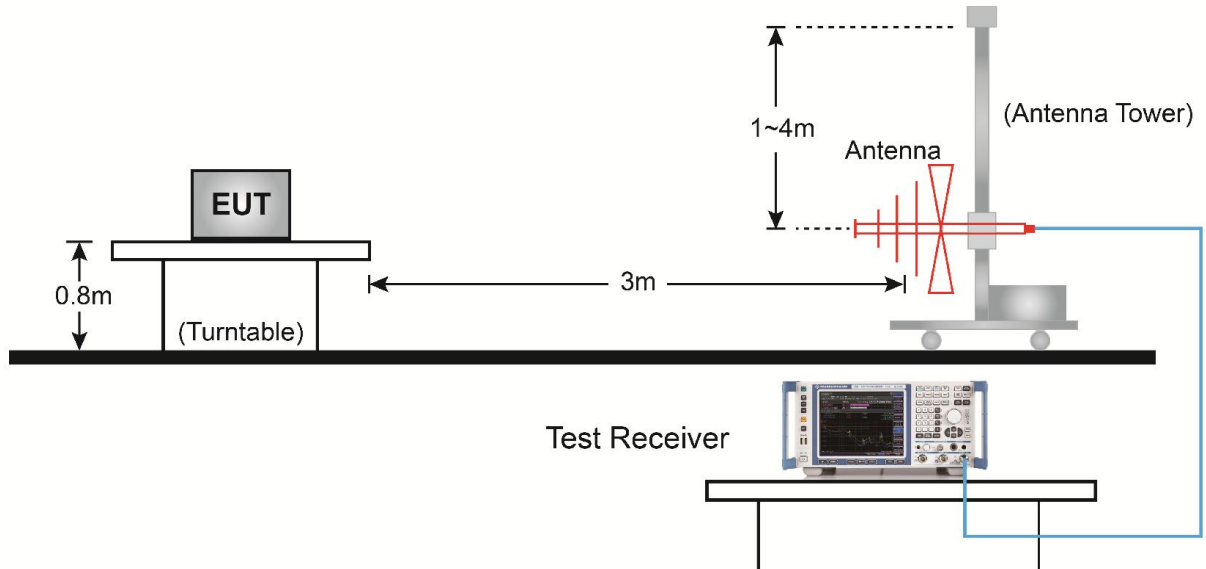 1~4m
(Antenna Tower)
Antenna
EUT
0.8m
3m
(Turntable)
Test Receiver